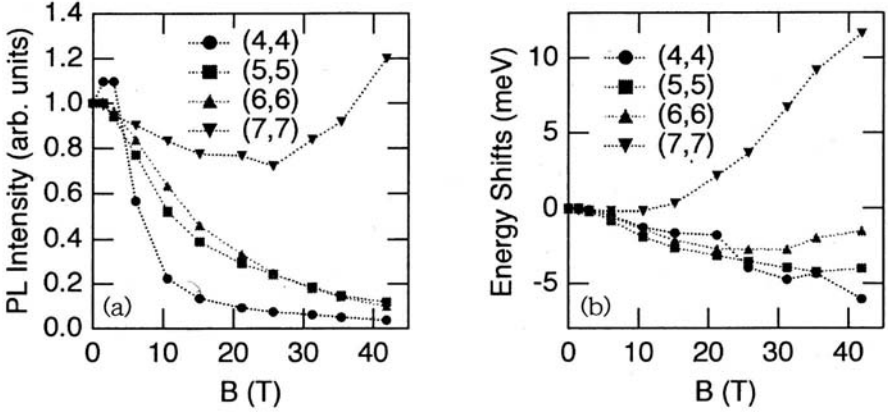 PL Intensity (arb. units)
1.4
1.2
1.0
0.8
0.6
0.4
0.2
0.0
(4,4)
(5,5)
(6,6)
(7,7)
(a)
0 10 20 30 40
B (T)
Energy Shifts (meV)
10
5
0
-5
(4,4)
(5,5)
(6,6)
(7,7)
(b)
0 10 20 30 40
B (T)